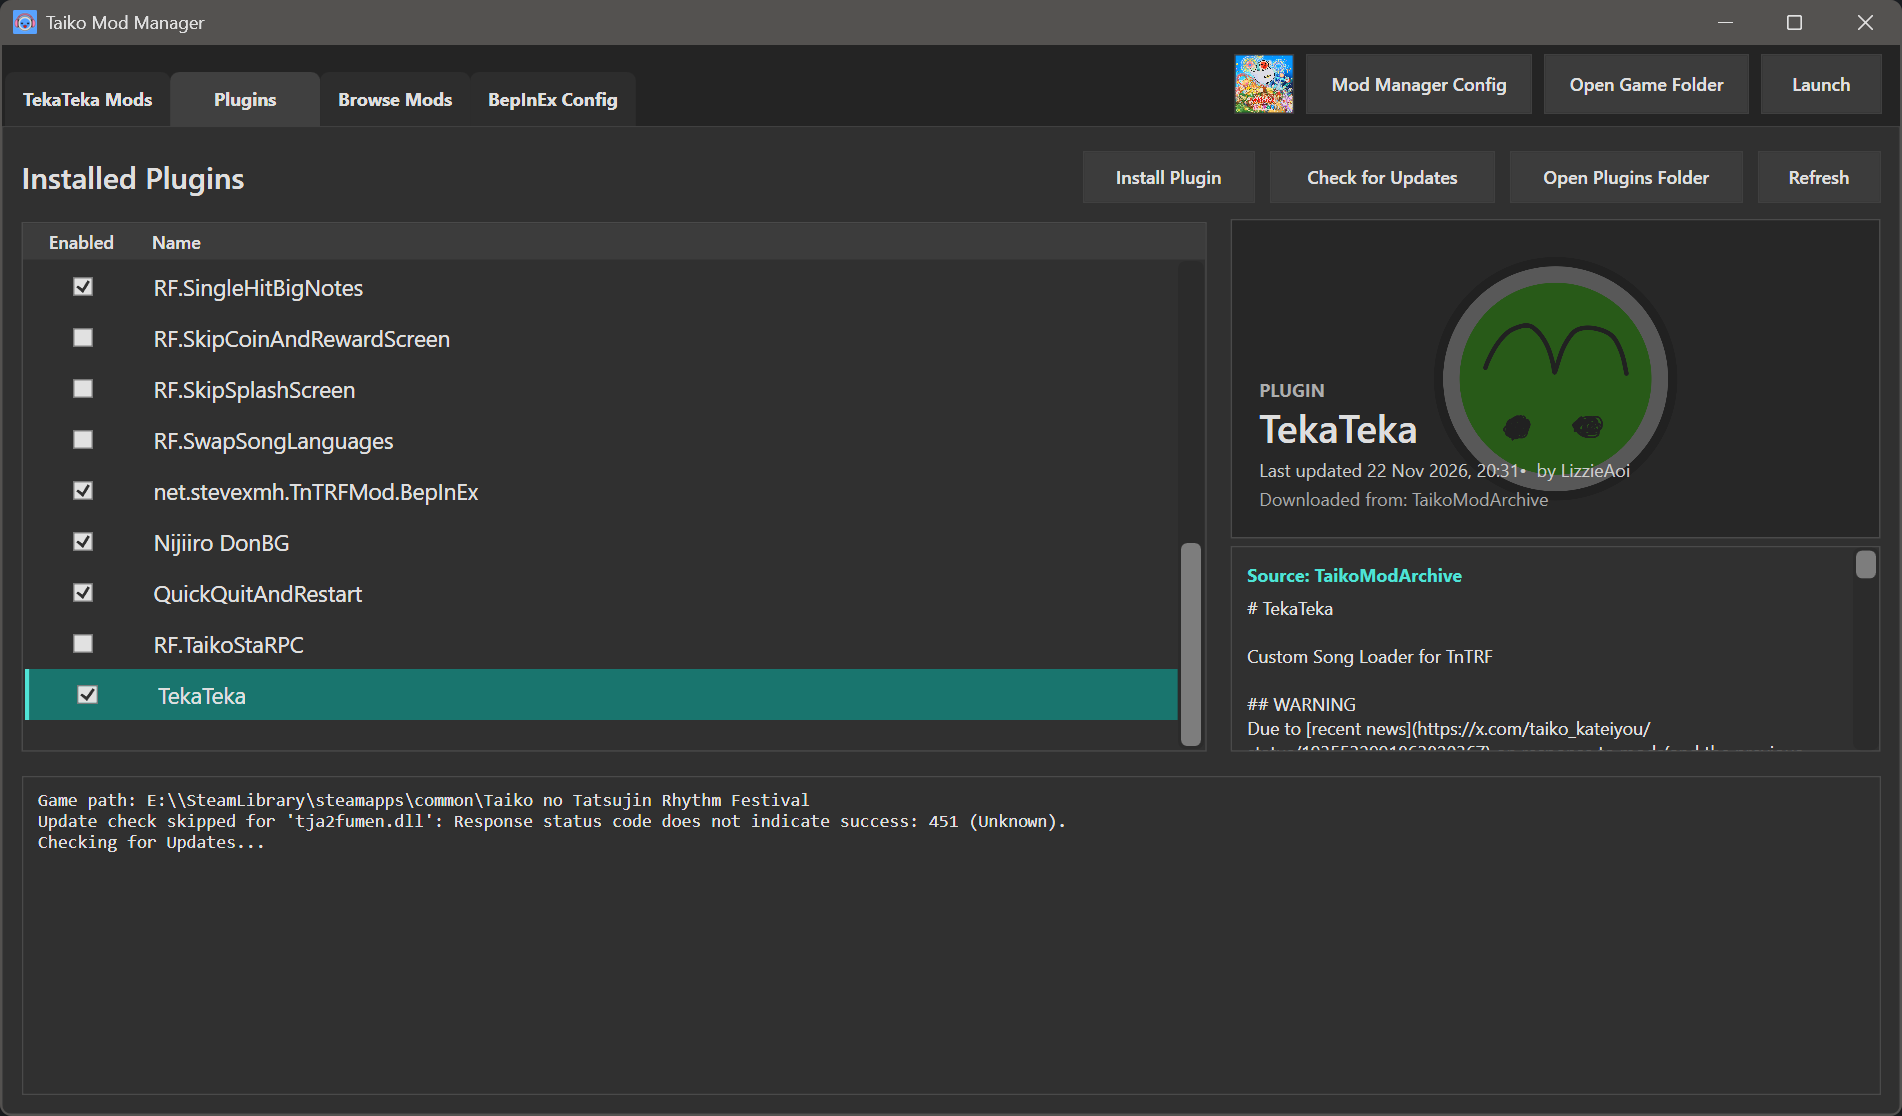 Taiko Mod Manager
TekaTeka Mods
Plugins
Browse Mods
BepInEx Config
Mod Manager Config
Open Game Folder
Launch
Installed Plugins
Install Plugin
Check for Updates
Open Plugins Folder
Refresh
Enabled Name
RF.SingleHitBigNotes
RF.SkipCoinAndRewardScreen
RF.SkipSplashScreen
RF.SwapSongLanguages
net.stevexmh.TnTRFMod.BepInEx
Nijiiro DonBG
QuickQuitAndRestart
RF.TaikoStaRPC
TekaTeka
PLUGIN
TekaTeka
Last updated 22 Nov 2026, 20:31• by LizzieAoi
Downloaded from: TaikoModArchive
Source: TaikoModArchive
# TekaTeka
Custom Song Loader for TnTRF
## WARNING
Due to [recent news](https://x.com/taiko_kateiyou/
Game path: E:\\SteamLibrary\steamapps\common\Taiko no Tatsujin Rhythm Festival
Update check skipped for 'tja2fumen.dll': Response status code does not indicate success: 451 (Unknown).
Checking for Updates...